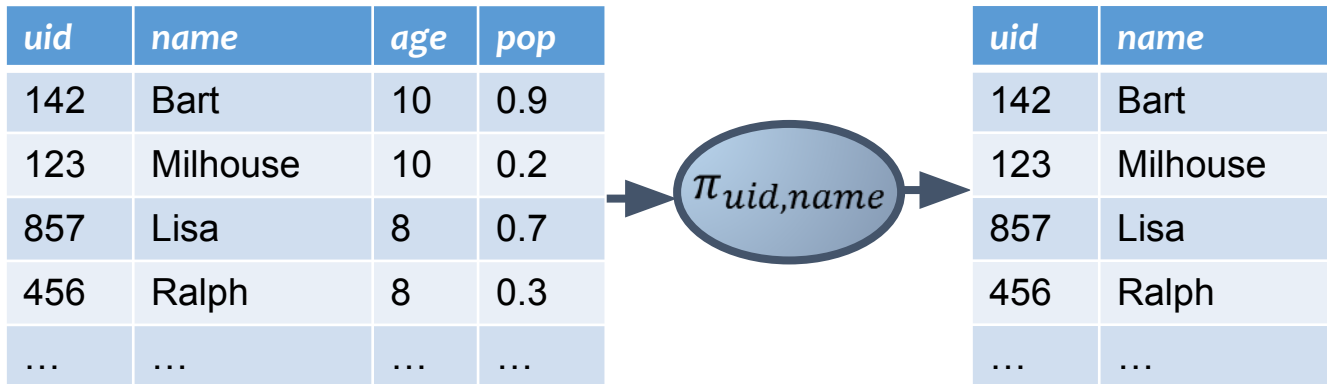 uid name age pop
142 Bart 10 0.9
123 Milhouse 10 0.2
857 Lisa 8 0.7
456 Ralph 8 0.3
… … … …
π uid,name
uid name
142 Bart
123 Milhouse
857 Lisa
456 Ralph
… …